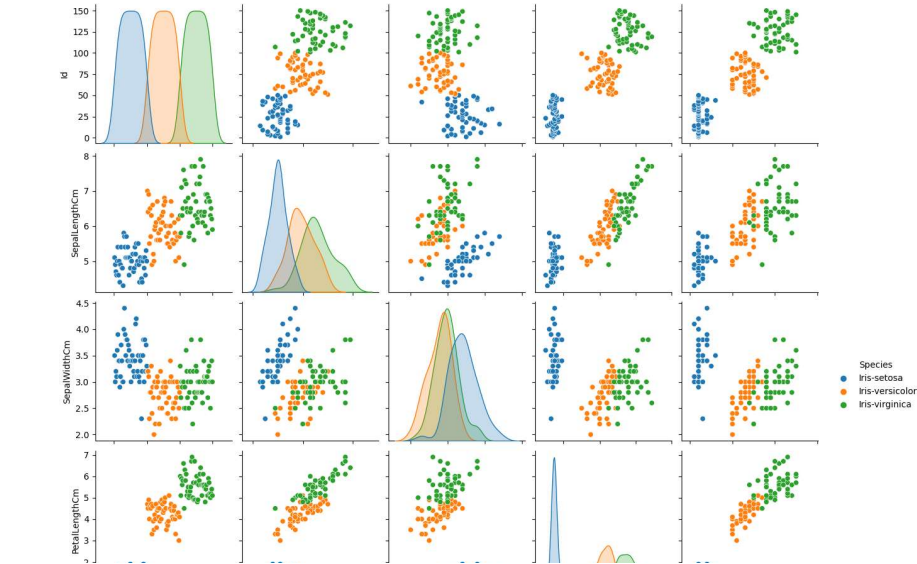 150
125
100
75
50
25
0
Id
8
7
6
5
SepalLengthCm
4.5
4.0
3.5
3.0
2.5
2.0
SepalWidthCm
Species
Iris-setosa
Iris-versicolor
Iris-virginica
7
6
5
4
3
2
PetalLengthCm